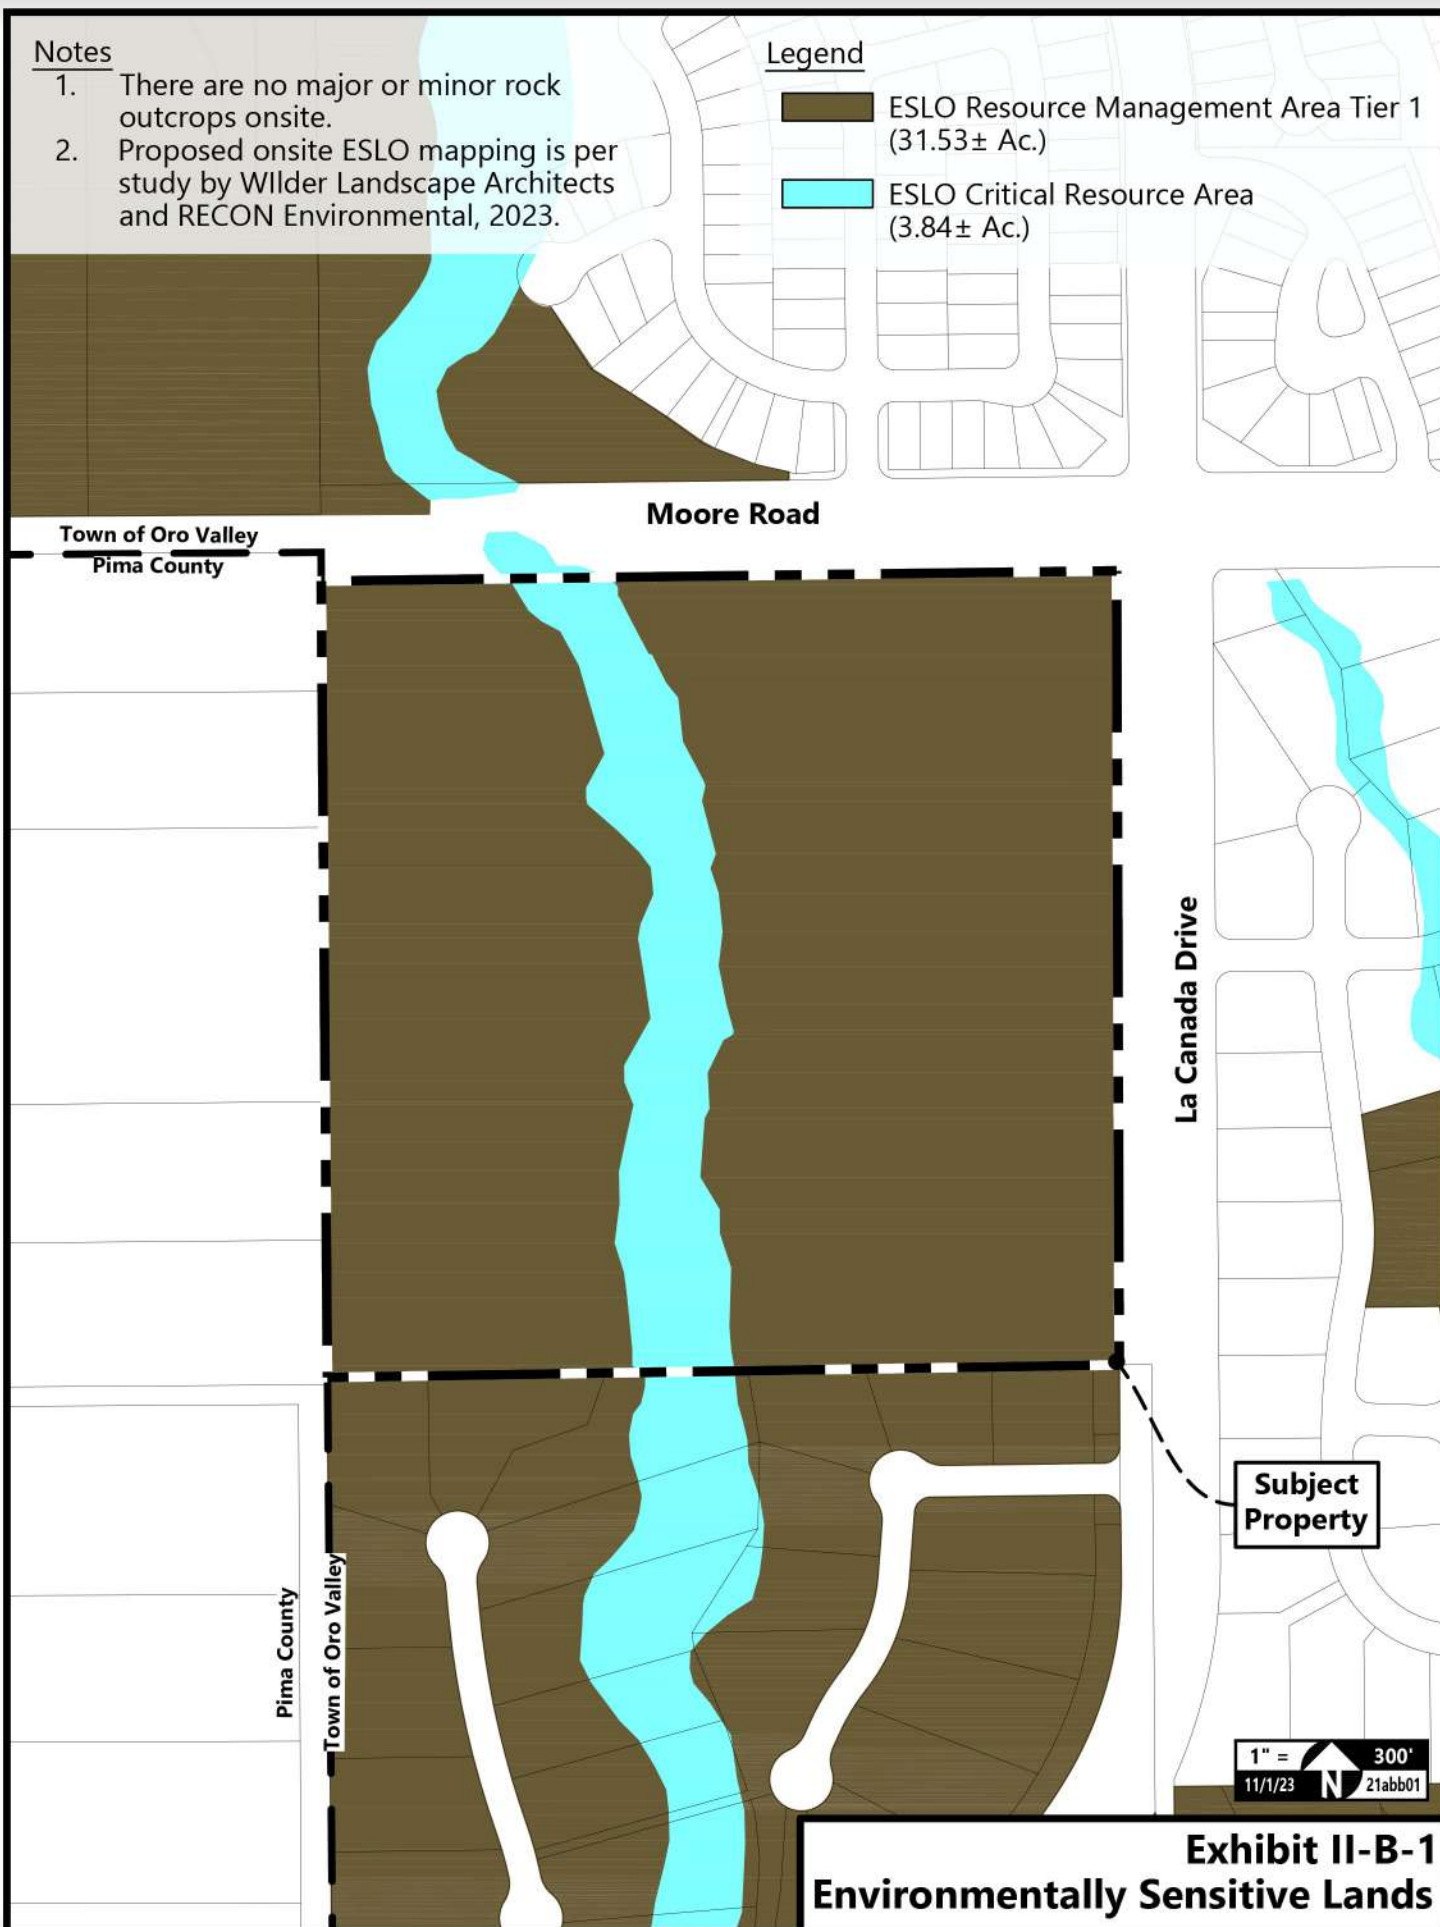 Notes
1. There are no major or minor rock
outcrops onsite.
2. Proposed onsite ESLO mapping is per
study by WIlder Landscape Architects
and RECON Environmental, 2023.
Legend
ESLO Resource Management Area Tier 1
(31.53± Ac.)
ESLO Critical Resource Area
(3.84± Ac.)
Moore Road
Town of Oro Valley
Pima County
La Canada Drive
Subject
Property
Pima County
Town of Oro Valley
1" = 300'
11/1/23 N 21abb01
Exhibit II-B-1
Environmentally Sensitive Lands